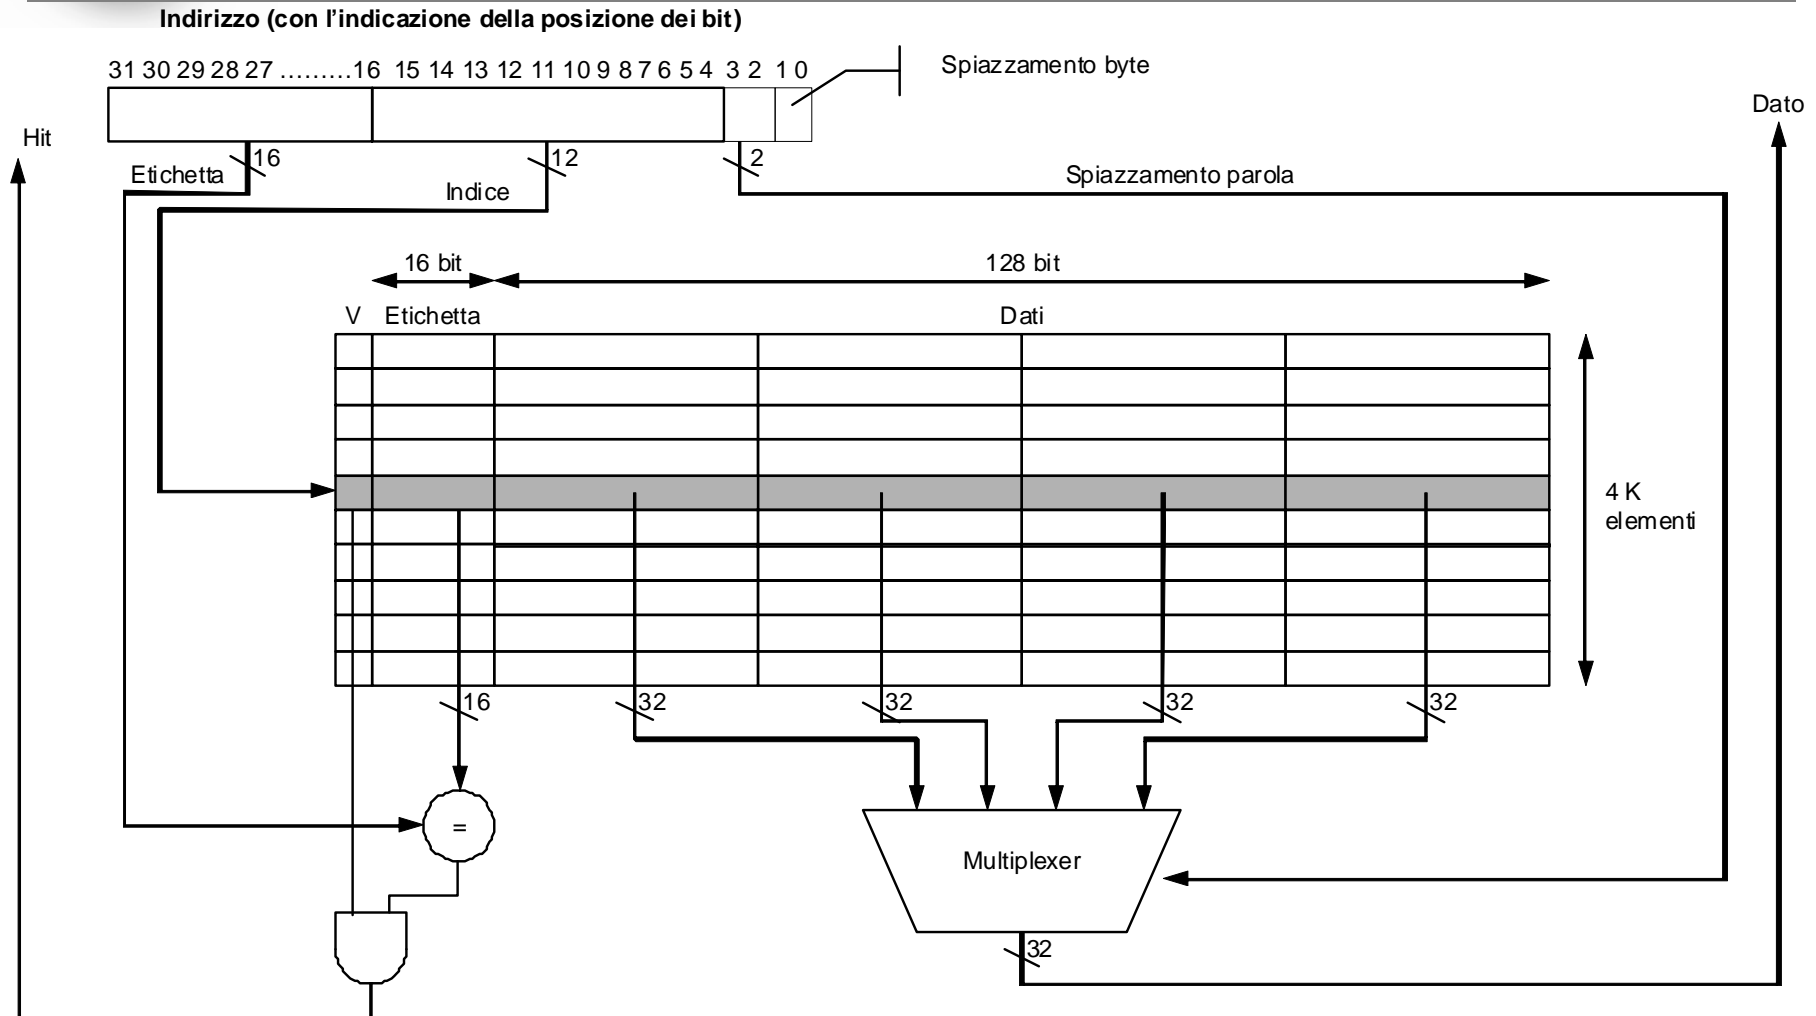 Indirizzo (con l'indicazione della posizione dei bit)
31 30 29 28 27 .........16 15 14 13 12 11 10 9 8 7 6 5 4 3 2 1 0
Spiazzamento byte
Dato
Hit
16
12
2
Etichetta
Indice
Spiazzamento parola
16 bit
128 bit
V
Etichetta
Dati
4 K
elementi
16
32
32
32
32
=
Multiplexer
32